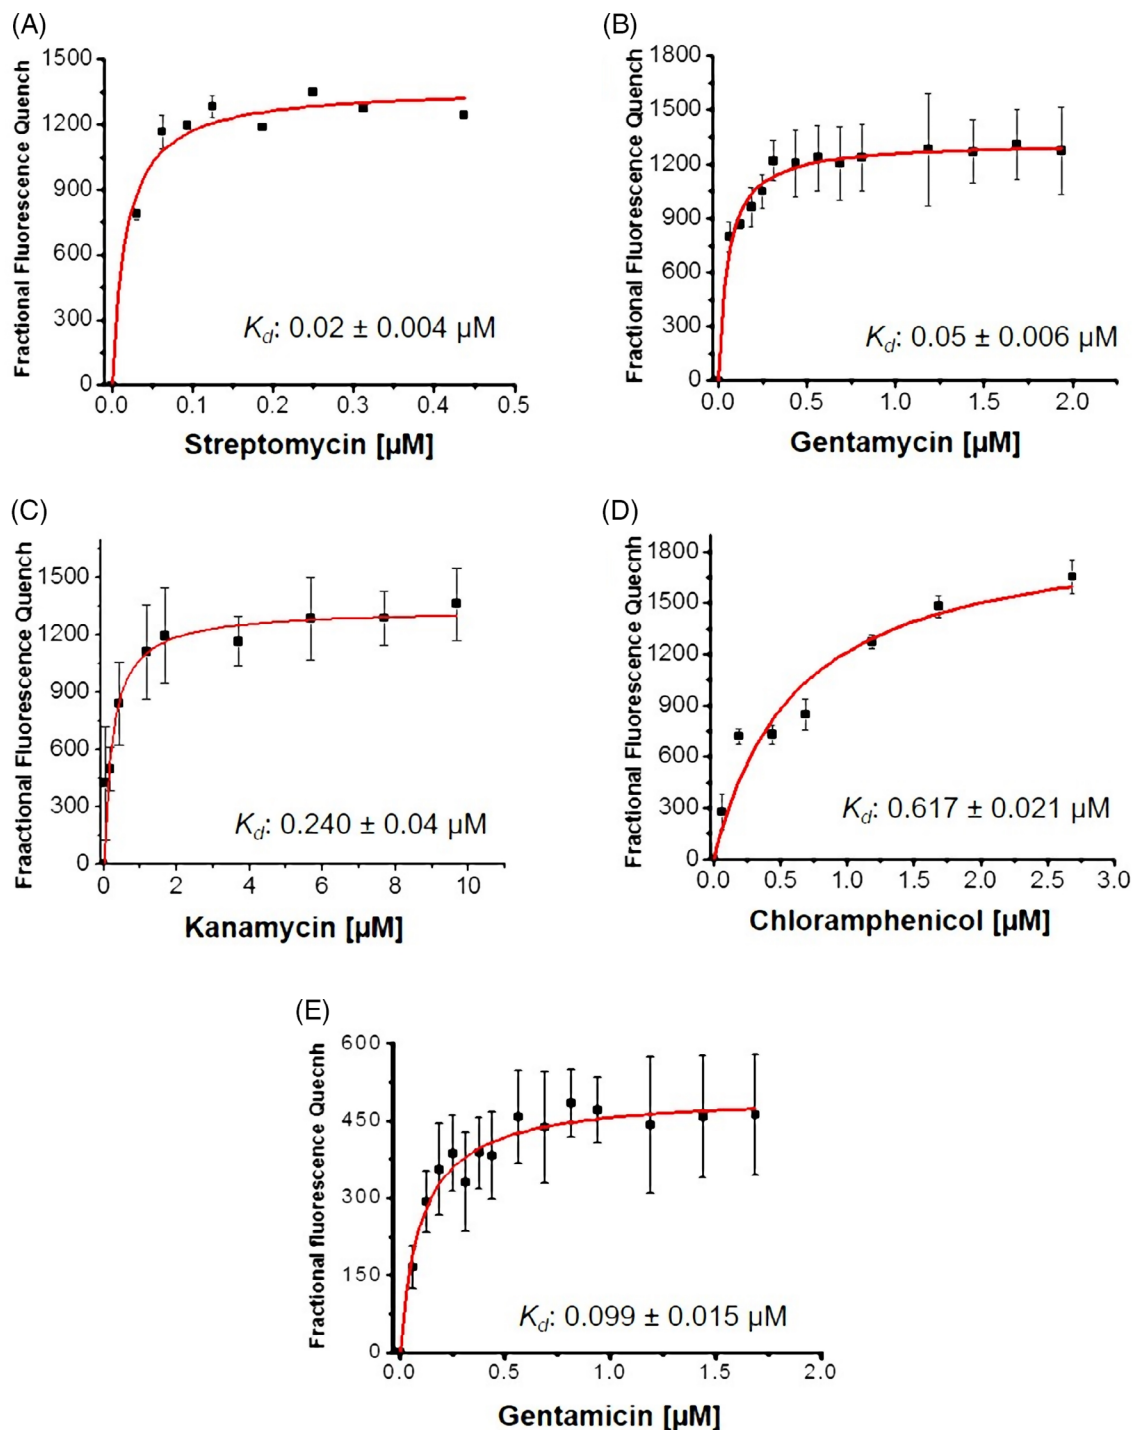 (A)
Fractional Fluorescence Quench
1500
1200
900
600
300
0
K_d: 0.02 ± 0.004 µM
0.0 0.1 0.2 0.3 0.4 0.5
Streptomycin [µM]
(B)
Fractional Fluorescence Quench
1800
1500
1200
900
600
300
0
K_d: 0.05 ± 0.006 µM
0.0 0.5 1.0 1.5 2.0
Gentamycin [µM]
(C)
Fraactional Fluorescence Quench
1500
1200
900
600
300
0
K_d: 0.240 ± 0.04 µM
0 2 4 6 8 10
Kanamycin [µM]
(D)
Fractional Fluorescence Quecnh
1800
1500
1200
900
600
300
0
K_d: 0.617 ± 0.021 µM
0.0 0.5 1.0 1.5 2.0 2.5 3.0
Chloramphenicol [µM]
(E)
Fractional fluorescence Quecnh
600
450
300
150
0
K_d: 0.099 ± 0.015 µM
0.0 0.5 1.0 1.5 2.0
Gentamicin [µM]